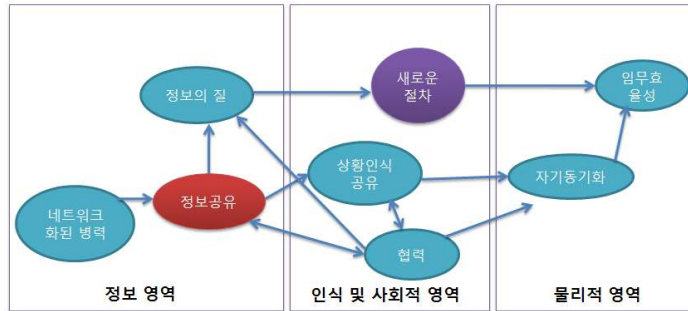 정보의 질
새로운
절차
임무효
율성
상황인식
공유
자기동기화
네트워크
화된 병력
정보공유
협력
정보 영역
인식 및 사회적 영역
물리적 영역